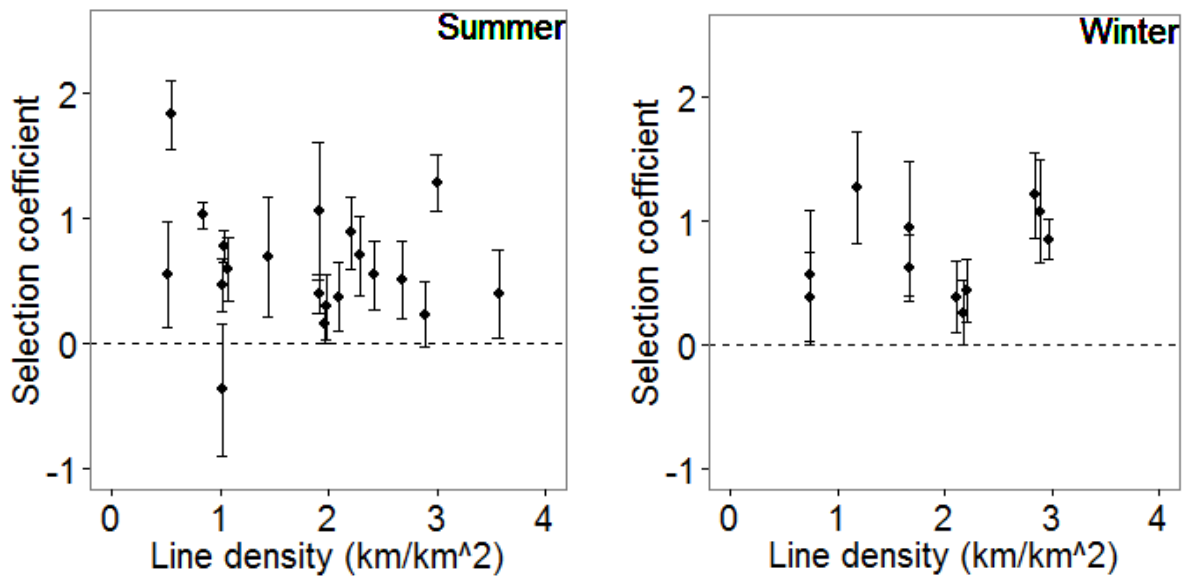 Summer
Selection coefficient
2
1
0
-1
0 1 2 3 4
Line density (km/km^2)
Winter
Selection coefficient
2
1
0
-1
0 1 2 3 4
Line density (km/km^2)